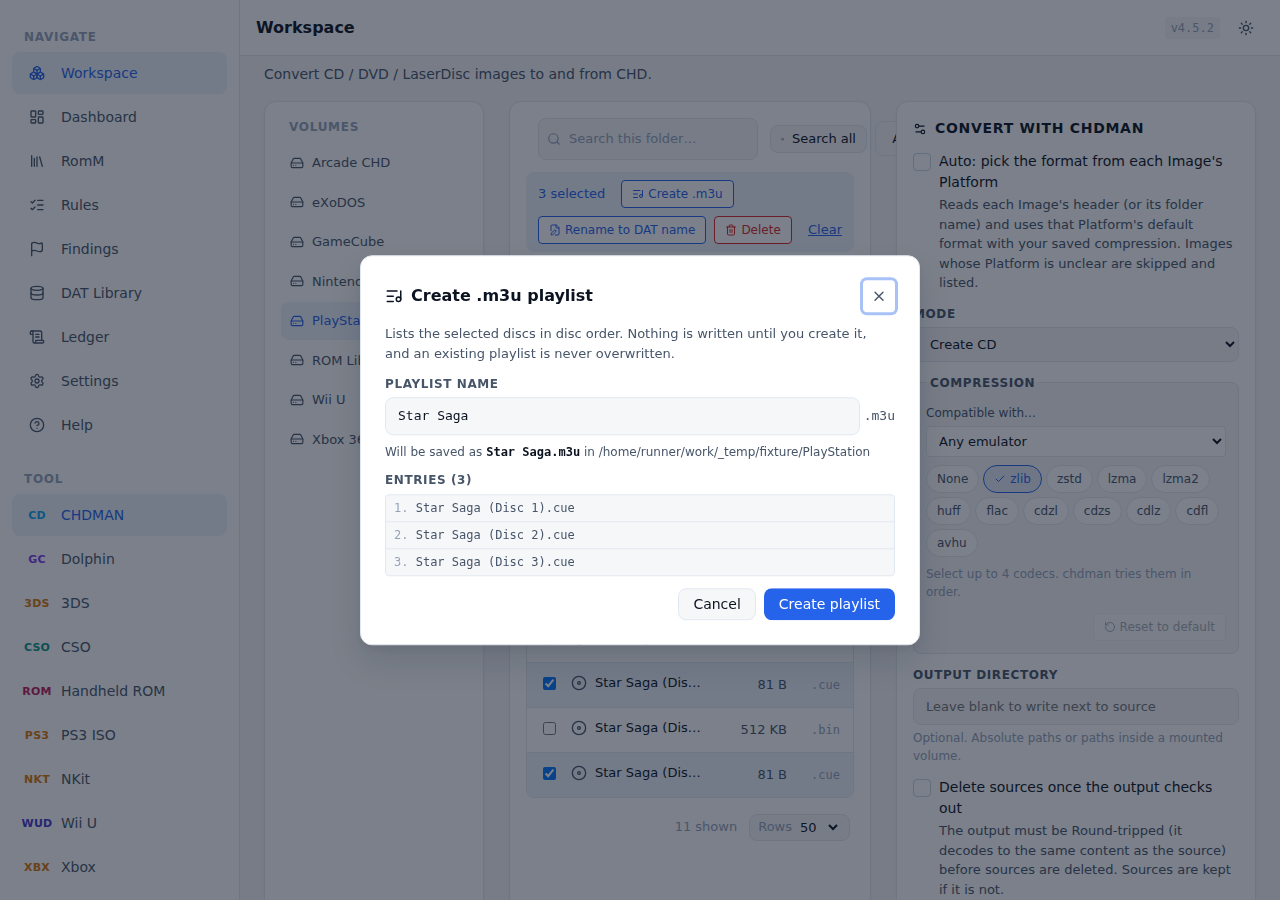 NAVIGATE
Workspace
Dashboard
RomM
Rules
Findings
DAT Library
Ledger
Settings
Help
TOOL
CD CHDMAN
GC Dolphin
3DS 3DS
CSO CSO
ROM Handheld ROM
PS3 PS3 ISO
NKT NKit
WUD Wii U
XBX Xbox
Workspace
v4.5.2
Convert CD / DVD / LaserDisc images to and from CHD.
VOLUMES
Arcade CHD
eXoDOS
GameCube
Wii U
Search this folder…
Search all
3 selected
Create .m3u
Rename to DAT name
Delete
Clear
Create .m3u playlist
Lists the selected discs in disc order. Nothing is written until you create it,
and an existing playlist is never overwritten.
PLAYLIST NAME
Star Saga
.m3u
Will be saved as Star Saga.m3u in /home/runner/work/_temp/fixture/PlayStation
ENTRIES (3)
1. Star Saga (Disc 1).cue
2. Star Saga (Disc 2).cue
3. Star Saga (Disc 3).cue
Cancel
Create playlist
Star Saga (Dis… 81 B .cue
Star Saga (Dis… 512 KB .bin
Star Saga (Dis… 81 B .cue
11 shown
Rows 50
CONVERT WITH CHDMAN
Auto: pick the format from each Image's
Platform
Reads each Image's header (or its folder
name) and uses that Platform's default
format with your saved compression. Images
whose Platform is unclear are skipped and
listed.
MODE
Create CD
COMPRESSION
Compatible with…
Any emulator
None
zlib
zstd
lzma
lzma2
huff
flac
cdzl
cdzs
cdlz
cdfl
avhu
Select up to 4 codecs. chdman tries them in
order.
Reset to default
OUTPUT DIRECTORY
Leave blank to write next to source
Optional. Absolute paths or paths inside a mounted
volume.
Delete sources once the output checks
out
The output must be Round-tripped (it
decodes to the same content as the source)
before sources are deleted. Sources are kept
if it is not.